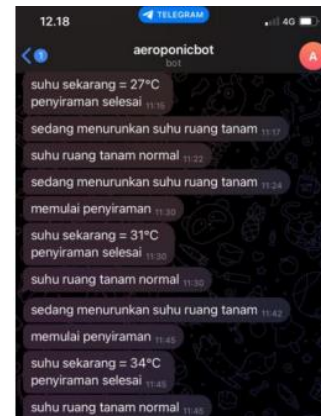 12.18
TELEGRAM
4G
1
aeroponicbot
bot
A
suhu sekarang = 27°C
penyiraman selesai 11:15
sedang menurunkan suhu ruang tanam 11:17
suhu ruang tanam normal 11:22
sedang menurunkan suhu ruang tanam 11:24
memulai penyiraman 11:30
suhu sekarang = 31°C
penyiraman selesai 11:30
suhu ruang tanam normal 11:30
sedang menurunkan suhu ruang tanam 11:42
memulai penyiraman 11:45
suhu sekarang = 34°C
penyiraman selesai 11:45
suhu ruang tanam normal 11:45